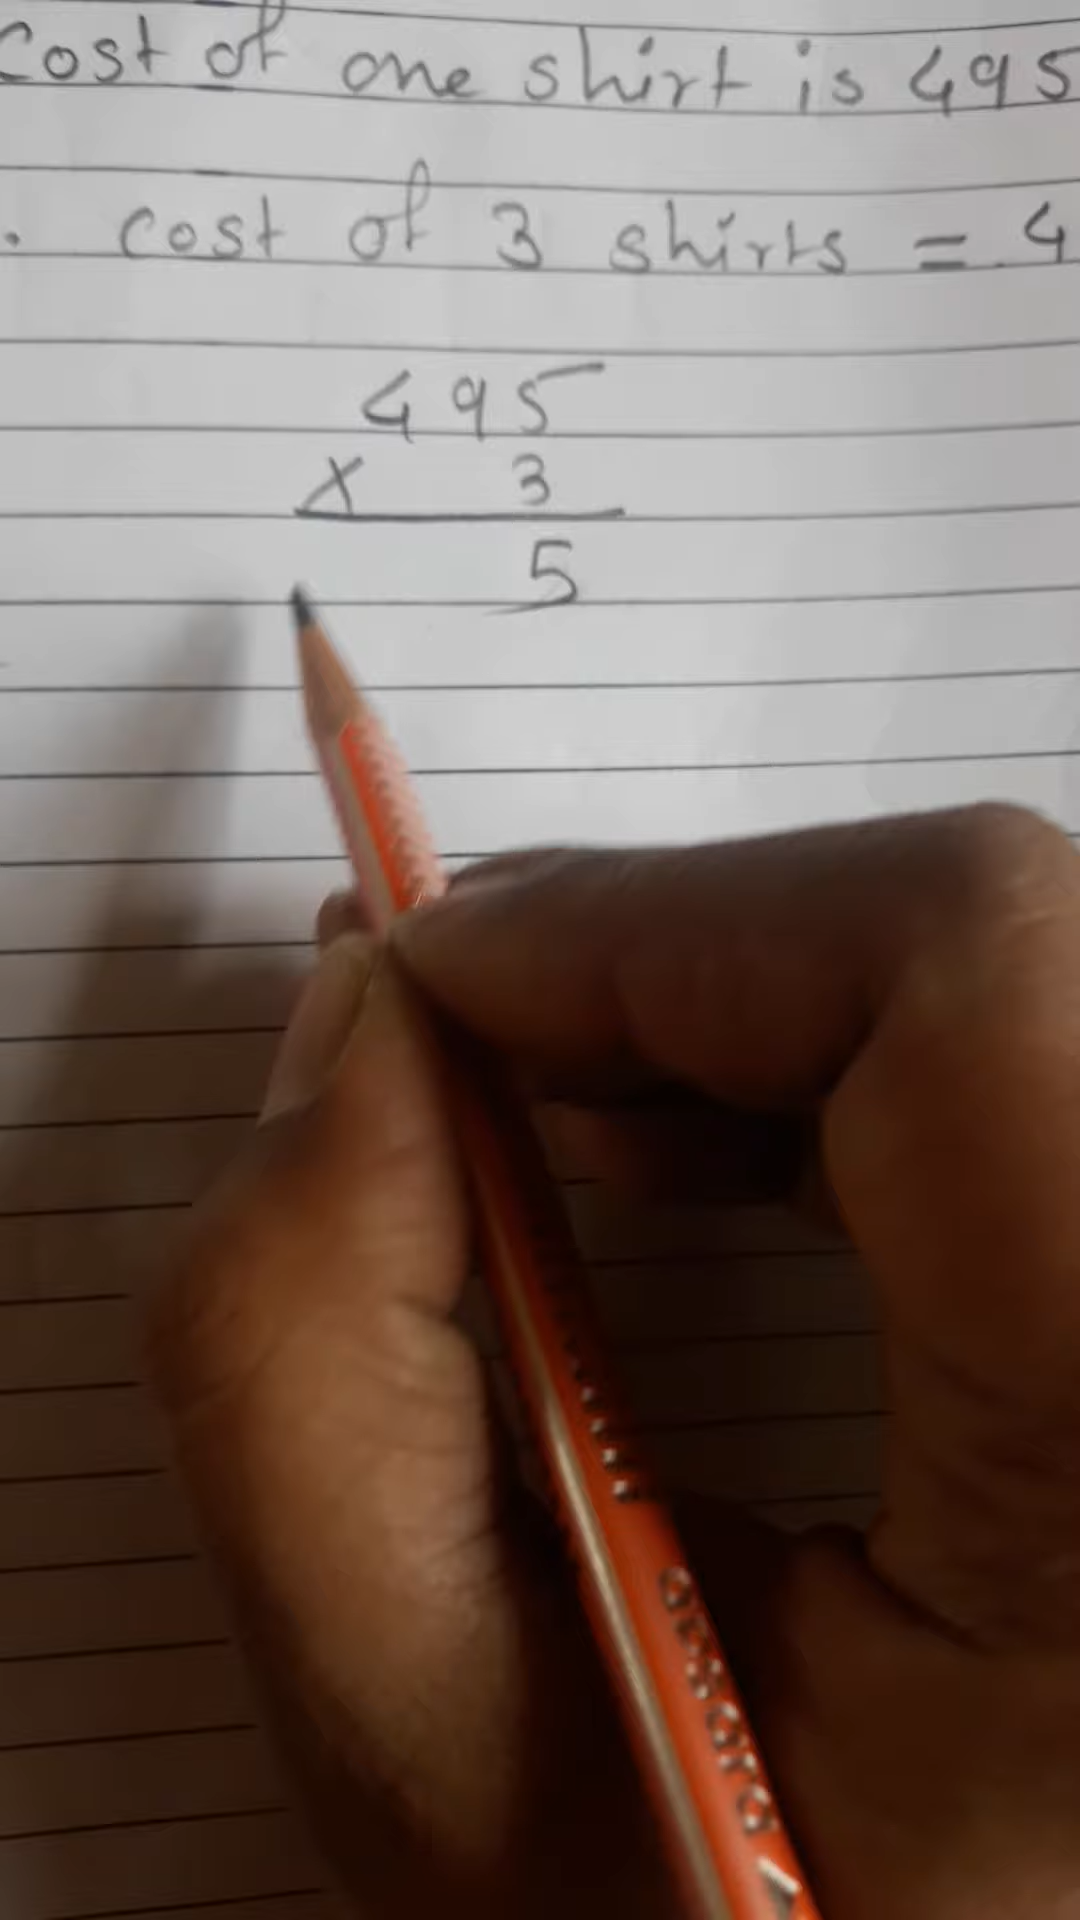 Cost of one shirt is 495
. cost of 3 shirts = 4
495
X 3
5